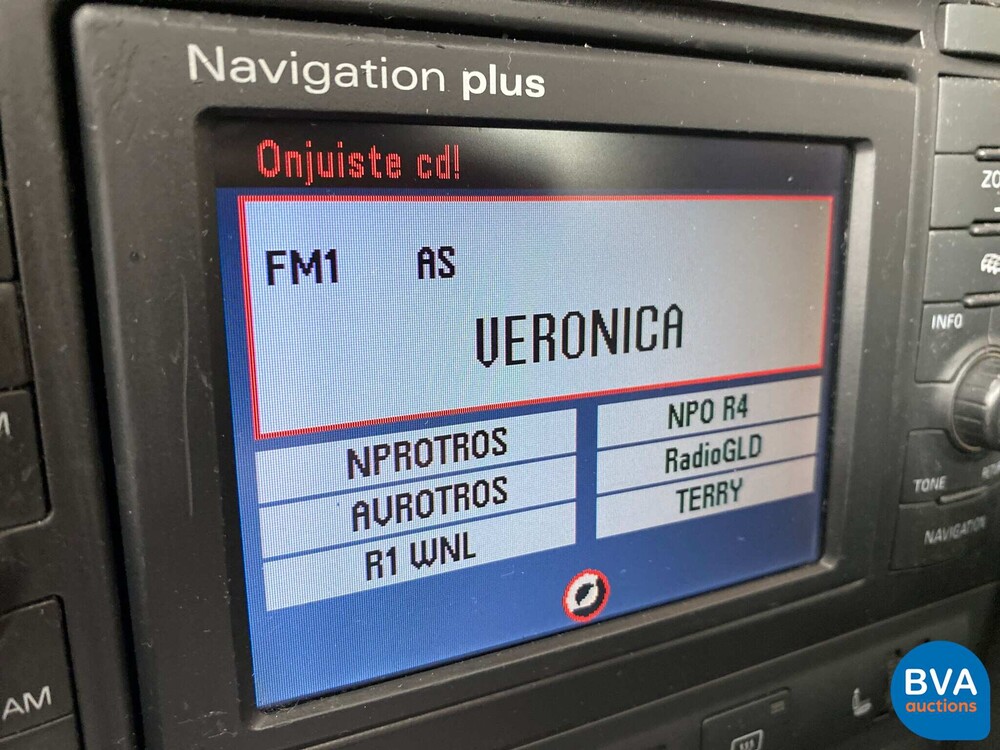 Navigation plus
Onjuiste cd!
FM1 AS
VERONICA
NPROTROS
NPO R4
AVROTROS
RadioGLD
R1 WNL
TERRY
INFO
TONE
NAVIGATION
AM
BVA
auctions